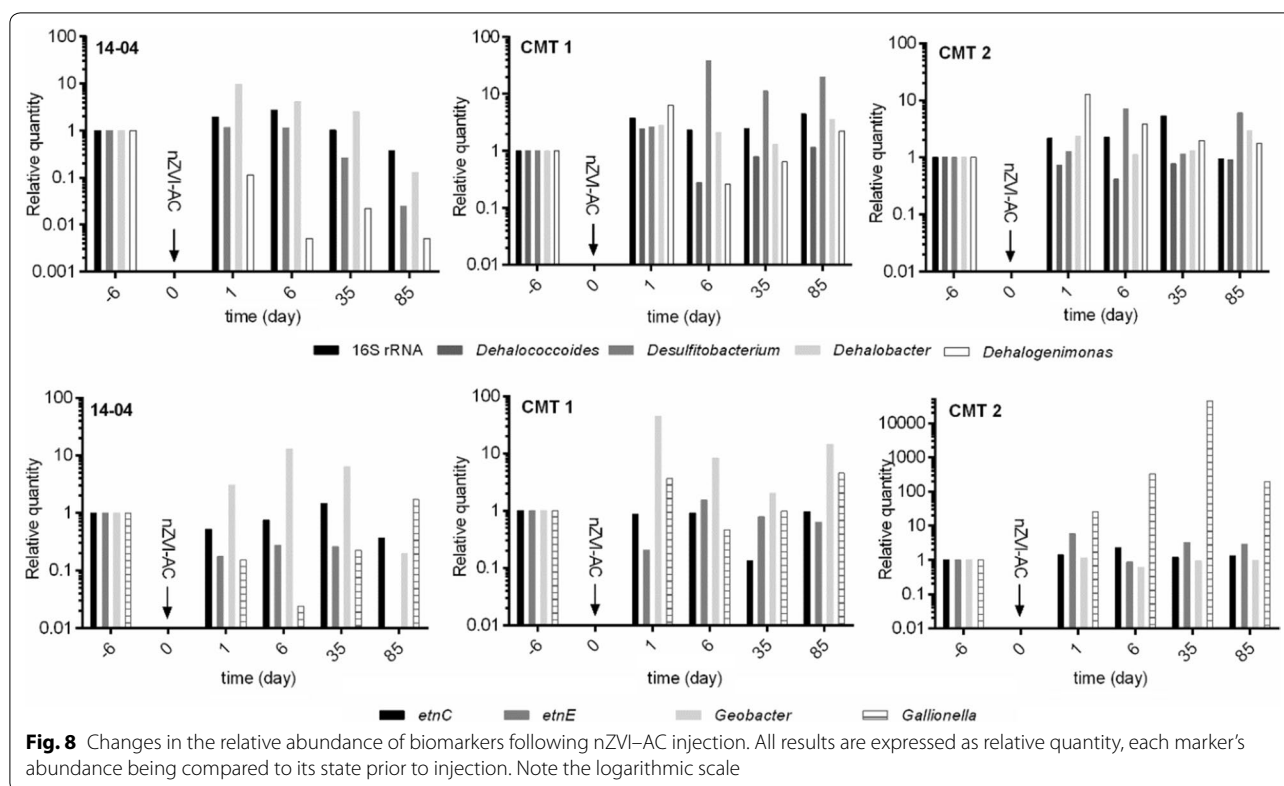 14-04
100
10
1
0.1
0.01
0.001
Relative quantity
nZVI-AC
-6 0 1 6 35 85
time (day)
CMT 1
100
10
1
0.1
0.01
Relative quantity
nZVI-AC
-6 0 1 6 35 85
time (day)
CMT 2
100
10
1
0.1
0.01
Relative quantity
nZVI-AC
-6 0 1 6 35 85
time (day)
16S rRNA Dehalococcoides Desulfitobacterium Dehalobacter Dehalogenimonas
14-04
100
10
1
0.1
0.01
Relative quantity
nZVI-AC
-6 0 1 6 35 85
time (day)
CMT 1
100
10
1
0.1
0.01
Relative quantity
nZVI-AC
-6 0 1 6 35 85
time (day)
CMT 2
10000
1000
100
10
1
0.1
0.01
Relative quantity
nZVI-AC
-6 0 1 6 35 85
time (day)
etnC etnE Geobacter Gallionella
Fig. 8 Changes in the relative abundance of biomarkers following nZVI–AC injection. All results are expressed as relative quantity, each marker's
abundance being compared to its state prior to injection. Note the logarithmic scale